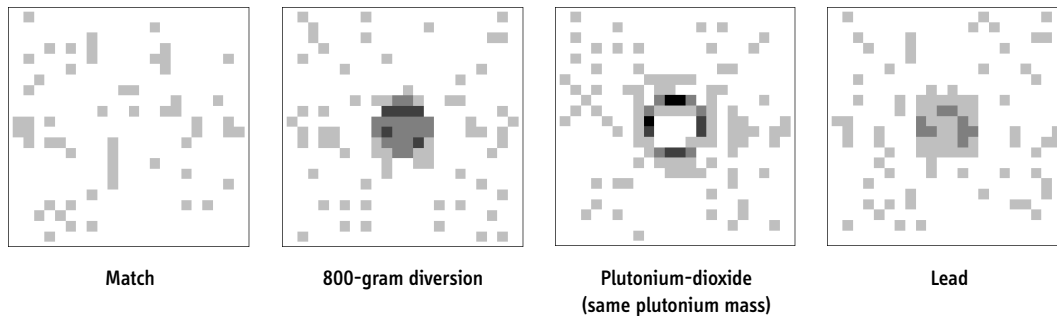 Match
800-gram diversion
Plutonium-dioxide
(same plutonium mass)
Lead